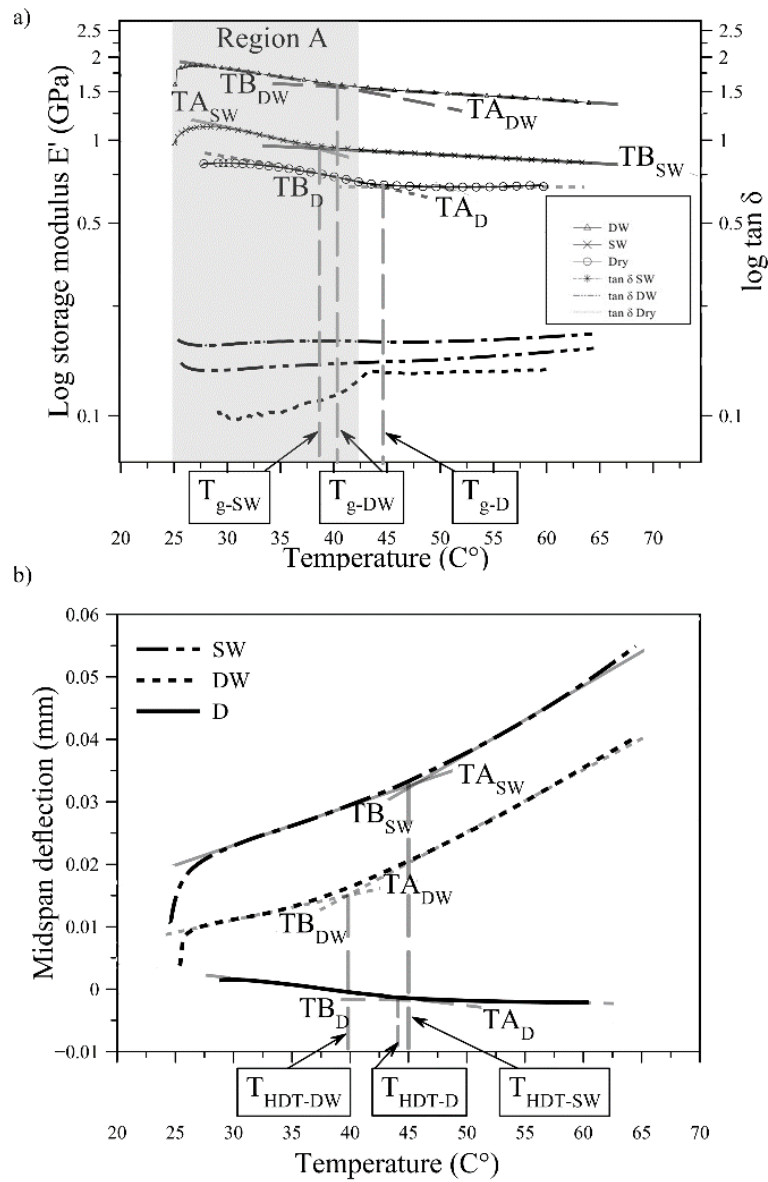 a)
2.5
2
1.5
1
0.5
0.1
Log storage modulus E' (GPa)
2.5
2
1.5
1
0.5
0.1
log tan δ
Region A
TB_DW
TA_SW
TA_DW
TB_SW
TB_D
TA_D
DW
SW
Dry
tan δ SW
tan δ DW
tan δ Dry
T_g-SW
T_g-DW
T_g-D
20 25 30 35 40 45 50 55 60 65 70
Temperature (C°)
b)
0.06
0.05
0.04
0.03
0.02
0.01
0
−0.01
Midspan deflection (mm)
SW
DW
D
TA_SW
TB_SW
TA_DW
TB_DW
TB_D
TA_D
T_HDT-DW
T_HDT-D
T_HDT-SW
20 25 30 35 40 45 50 55 60 65 70
Temperature (C°)